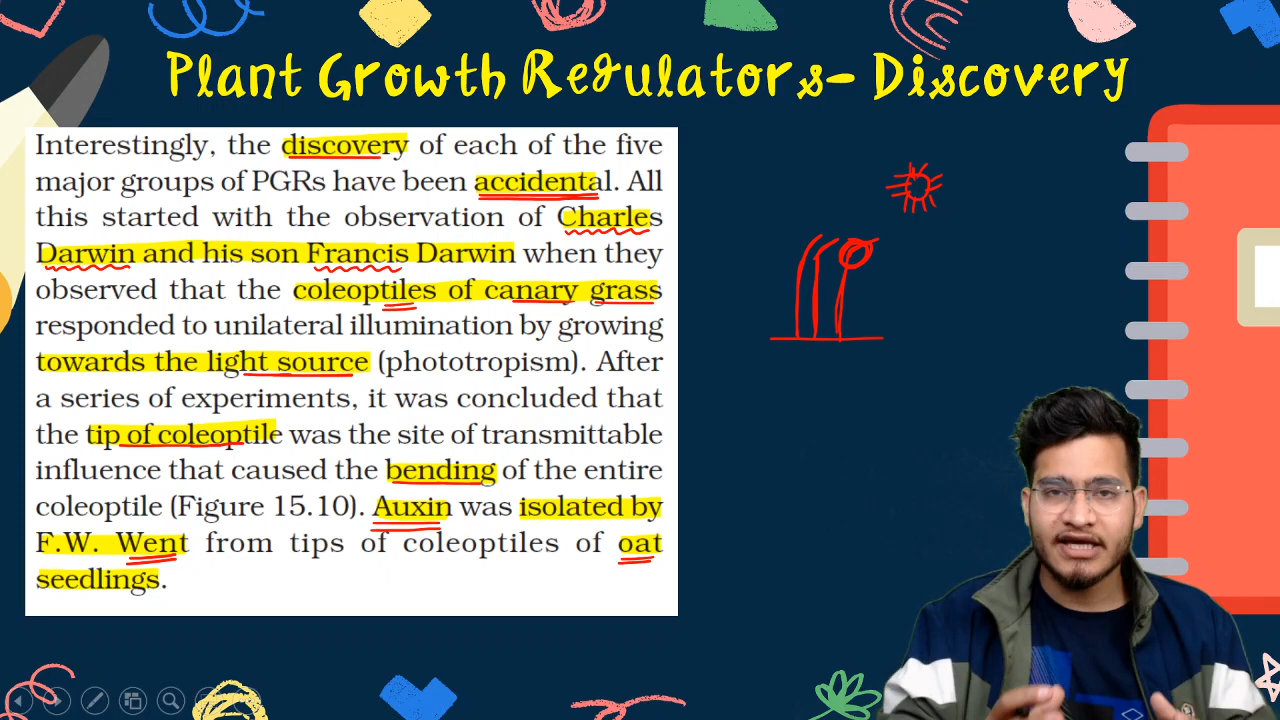 Plant Growth Regulators- Discovery
Interestingly, the discovery of each of the five
major groups of PGRs have been accidental. All
this started with the observation of Charles
Darwin and his son Francis Darwin when they
observed that the coleoptiles of canary grass
responded to unilateral illumination by growing
towards the light source (phototropism). After
a series of experiments, it was concluded that
the tip of coleoptile was the site of transmittable
influence that caused the bending of the entire
coleoptile (Figure 15.10). Auxin was isolated by
F.W. Went from tips of coleoptiles of oat
seedlings.